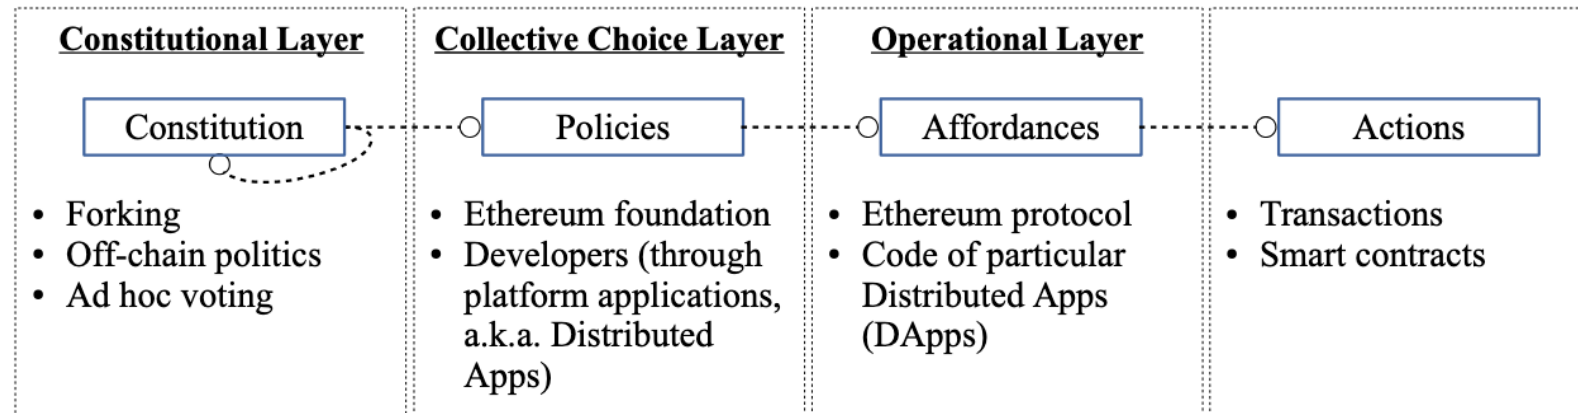 Constitutional Layer
Constitution
• Forking
• Off-chain politics
• Ad hoc voting
Collective Choice Layer
Policies
• Ethereum foundation
• Developers (through
platform applications,
a.k.a. Distributed
Apps)
Operational Layer
Affordances
• Ethereum protocol
• Code of particular
Distributed Apps
(DApps)
Actions
• Transactions
• Smart contracts